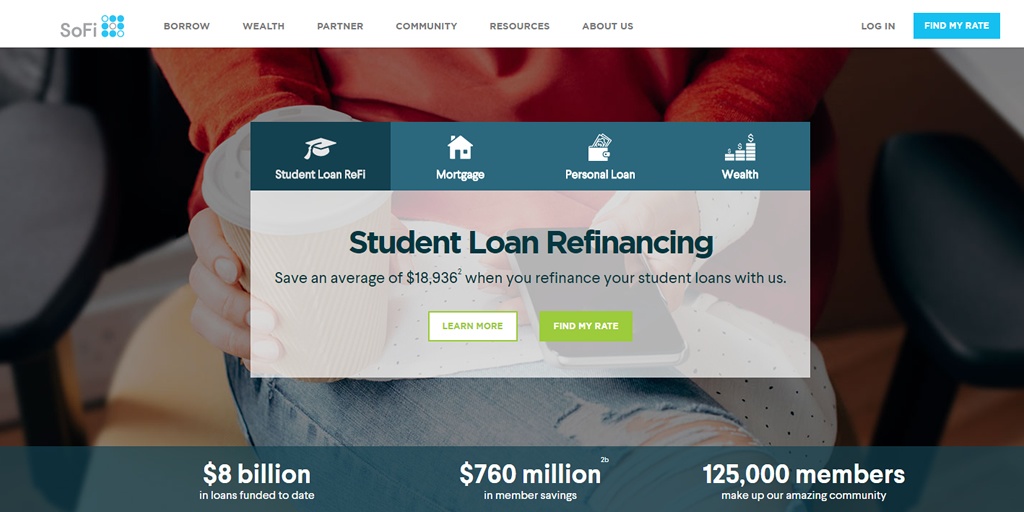 SoFi
BORROW
WEALTH
PARTNER
COMMUNITY
RESOURCES
ABOUT US
LOG IN
FIND MY RATE
Student Loan ReFi
Mortgage
Personal Loan
Wealth
Student Loan Refinancing
Save an average of $18,936² when you refinance your student loans with us.
LEARN MORE
FIND MY RATE
$8 billion
in loans funded to date
$760 million 2b
in member savings
125,000 members
make up our amazing community